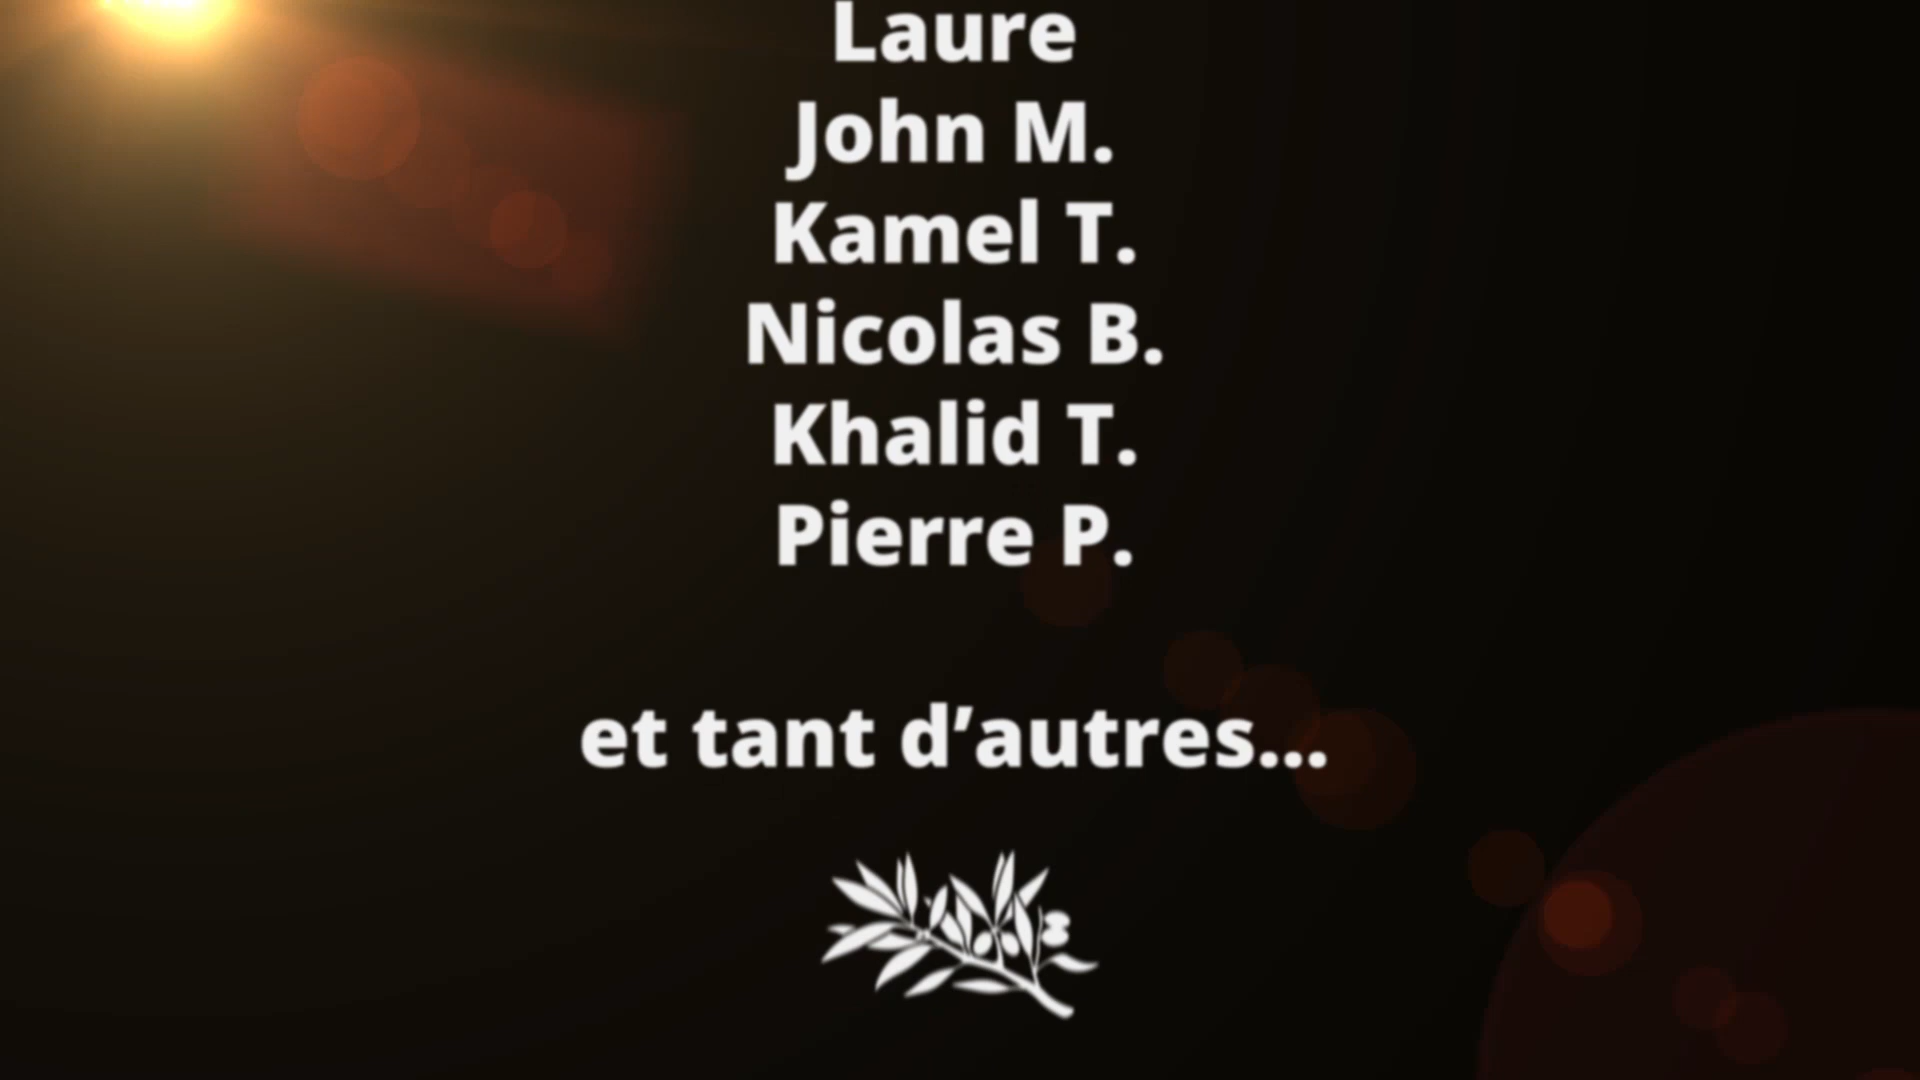 Laure
John M.
Kamel T.
Nicolas B.
Khalid T.
Pierre P.
et tant d’autres...